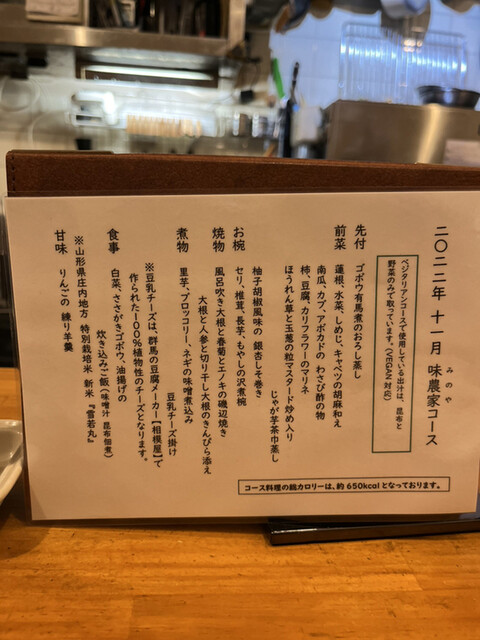 二〇二二年 十一月 味農家コース
みのや
ベジタリアンコースで使用している出汁は、昆布と
野菜のみで取っています。(VEGAN 対応)
先付 ゴボウ有馬煮のおろし蒸し
前菜 蓮根、水菜、しめじ、キャベツの胡麻和え
南瓜、カブ、アボガドの わさび酢の物
柿、豆腐、カリフラワーのマリネ
ほうれん草と玉葱の粒マスタード炒め入り
じゃが芋茶巾蒸し
柚子胡椒風味の 銀杏しそ巻き
お椀 セリ、椎茸、長芋、もやしの沢煮椀
焼物 風呂吹き大根と春菊とエノキの磯辺焼き
大根と人参と切り干し大根のきんぴら添え
煮物 里芋、ブロッコリー、ネギの味噌煮込み
豆乳チーズ掛け
※豆乳チーズは、群馬の豆腐メーカー【相模屋】で
作られた100%植物性のチーズとなります。
食事 白菜、ささがきゴボウ、油揚げの
炊き込みご飯(味噌汁 昆布佃煮)
※山形県庄内地方 特別栽培米 新米 『雪若丸』
甘味 りんごの 練り羊羹
コース料理の総カロリーは、約650kcalとなっております。